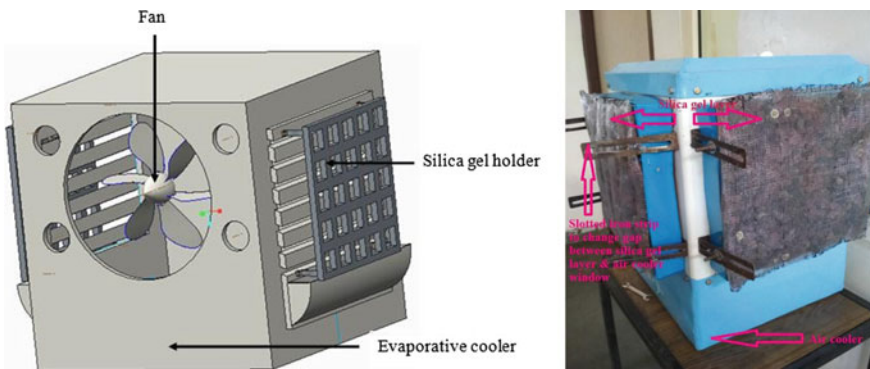 Fan
Silica gel holder
Evaporative cooler
Silica gel layer
Slotted iron strip
to change gap
between silica gel
layer & air cooler
window
Air cooler